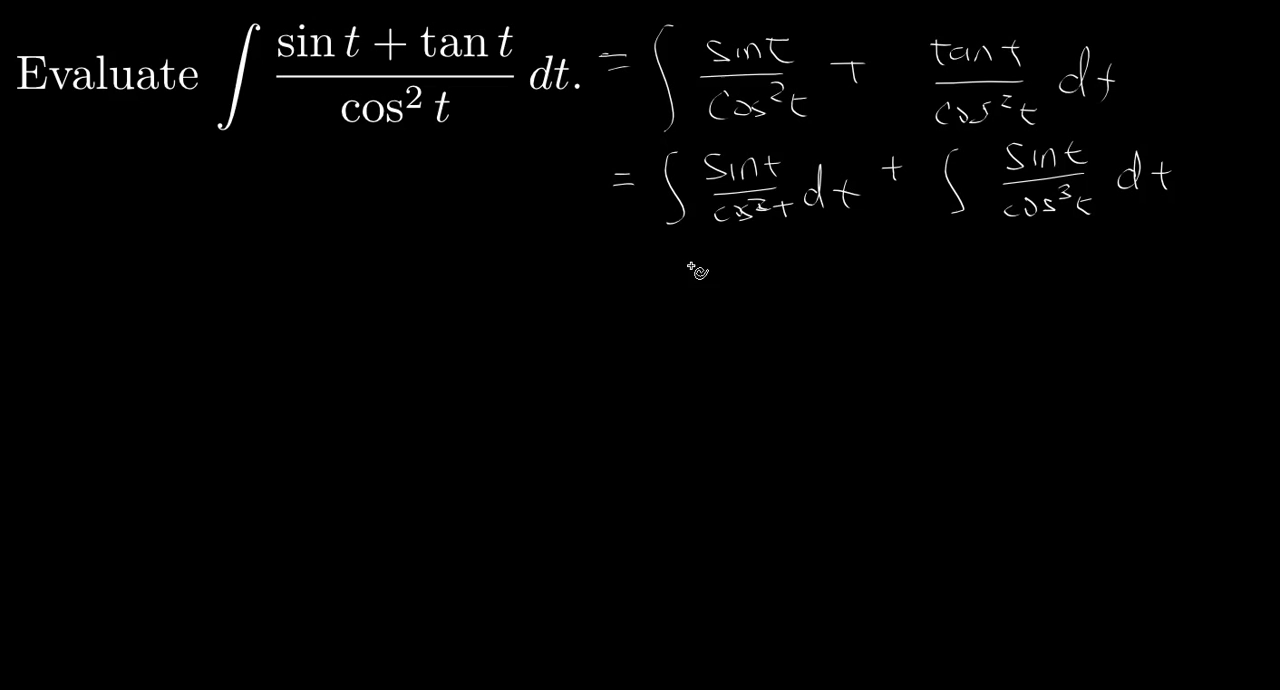 Evaluate ∫ (sin t + tan t)/(cos² t) dt. = ∫ (sin t)/(cos² t) + (tan t)/(cos² t) dt
= ∫ (sin t)/(cos² t) dt + ∫ (sin t)/(cos³ t) dt